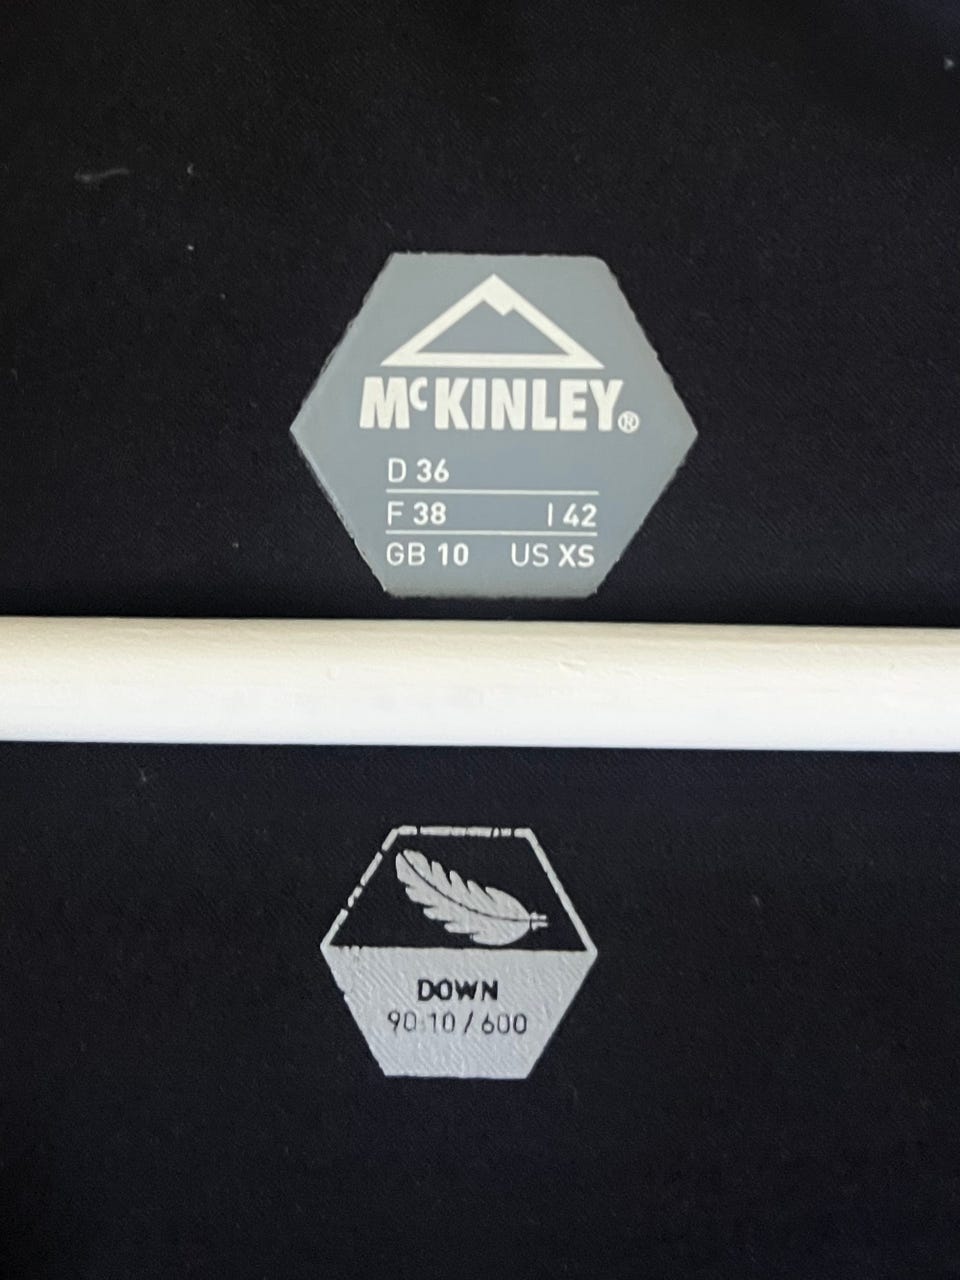 McKINLEY®
D 36
F 38 I 42
GB 10 US XS
DOWN
90:10 / 600